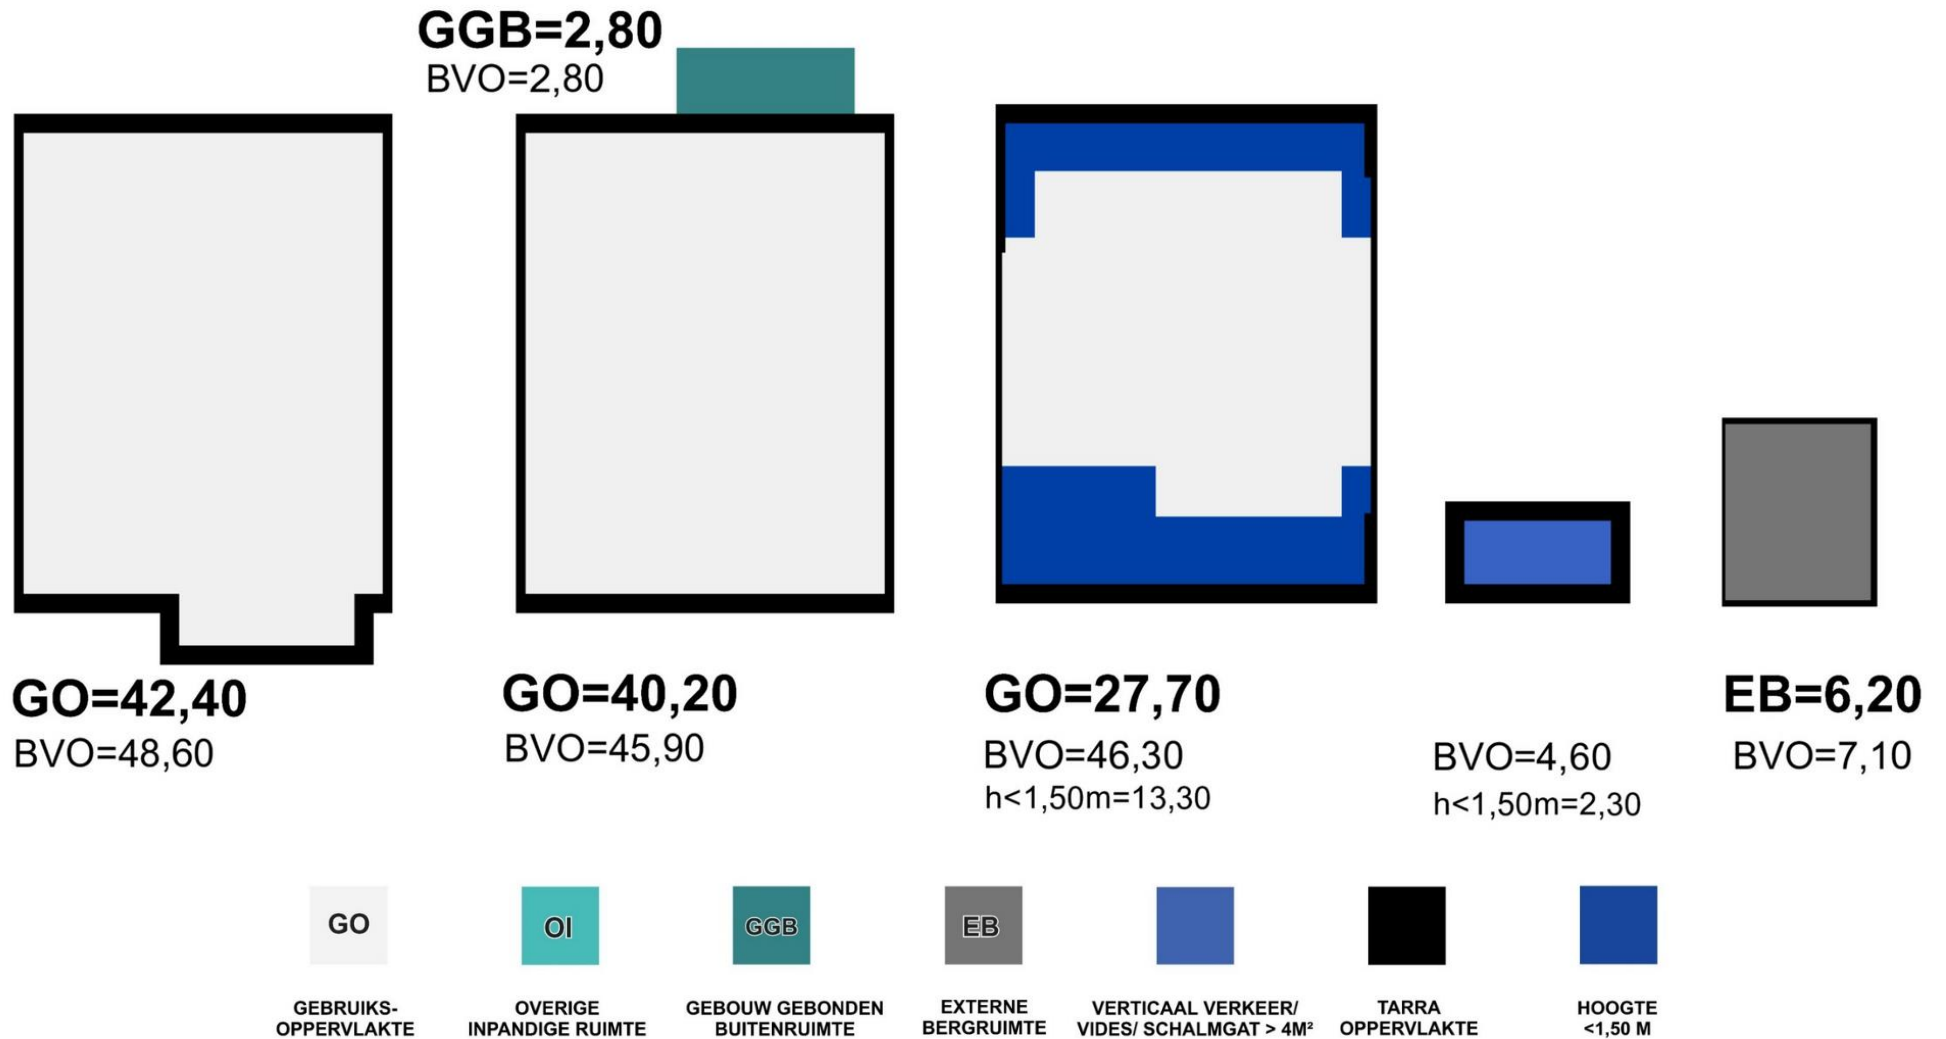 GGB=2,80
BVO=2,80
GO=42,40
BVO=48,60
GO=40,20
BVO=45,90
GO=27,70
BVO=46,30
h<1,50m=13,30
BVO=4,60
h<1,50m=2,30
EB=6,20
BVO=7,10
GO
GEBRUIKS-
OPPERVLAKTE
OI
OVERIGE
INPANDIGE RUIMTE
GGB
GEBOUW GEBONDEN
BUITENRUIMTE
EB
EXTERNE
BERGRUIMTE
VERTICAAL VERKEER/
VIDES/ SCHALMGAT > 4M²
TARRA
OPPERVLAKTE
HOOGTE
<1,50 M